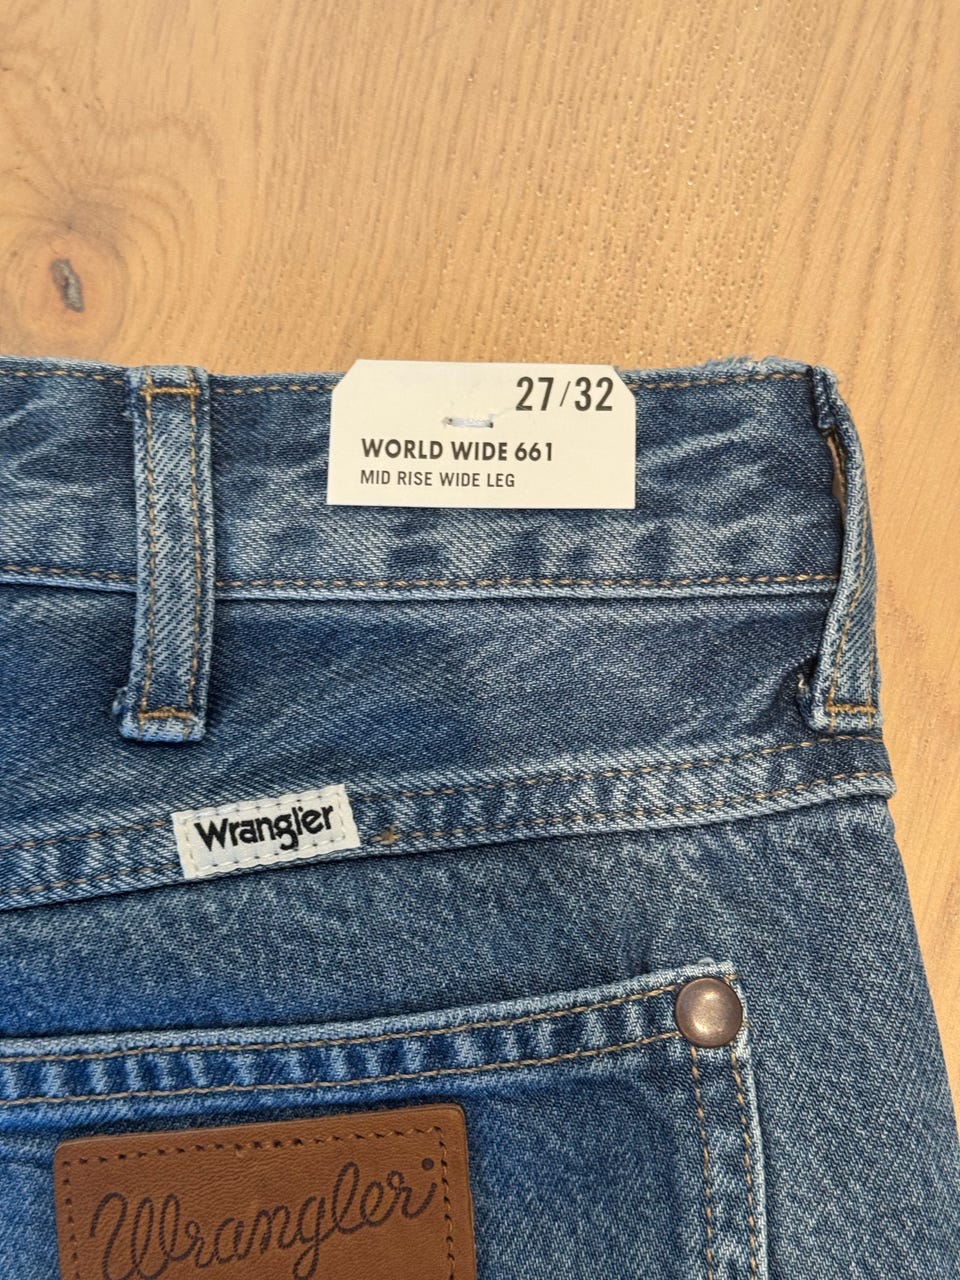 27/32
WORLD WIDE 661
MID RISE WIDE LEG
Wrangler
Wrangler